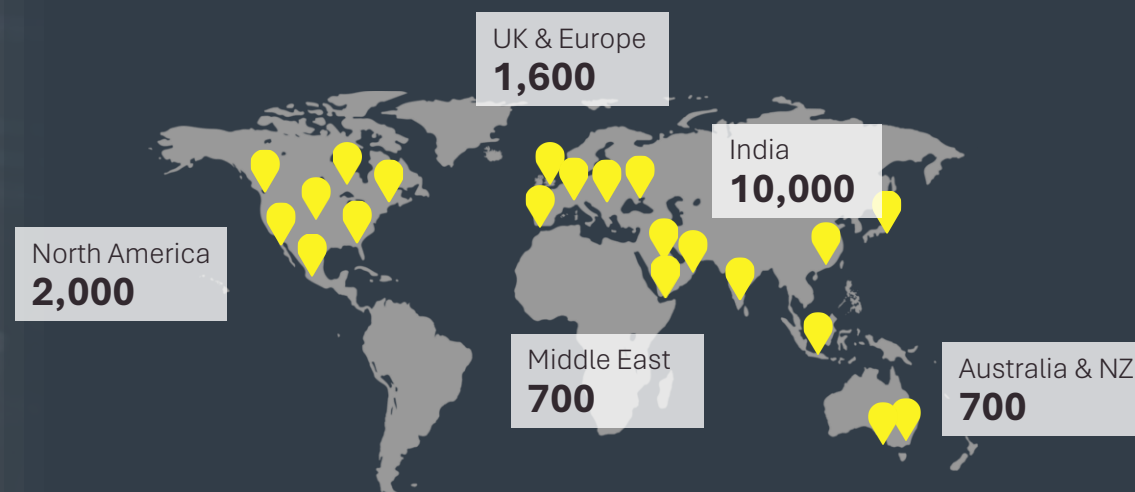 UK & Europe
1,600
India
10,000
North America
2,000
Middle East
700
Australia & NZ
700